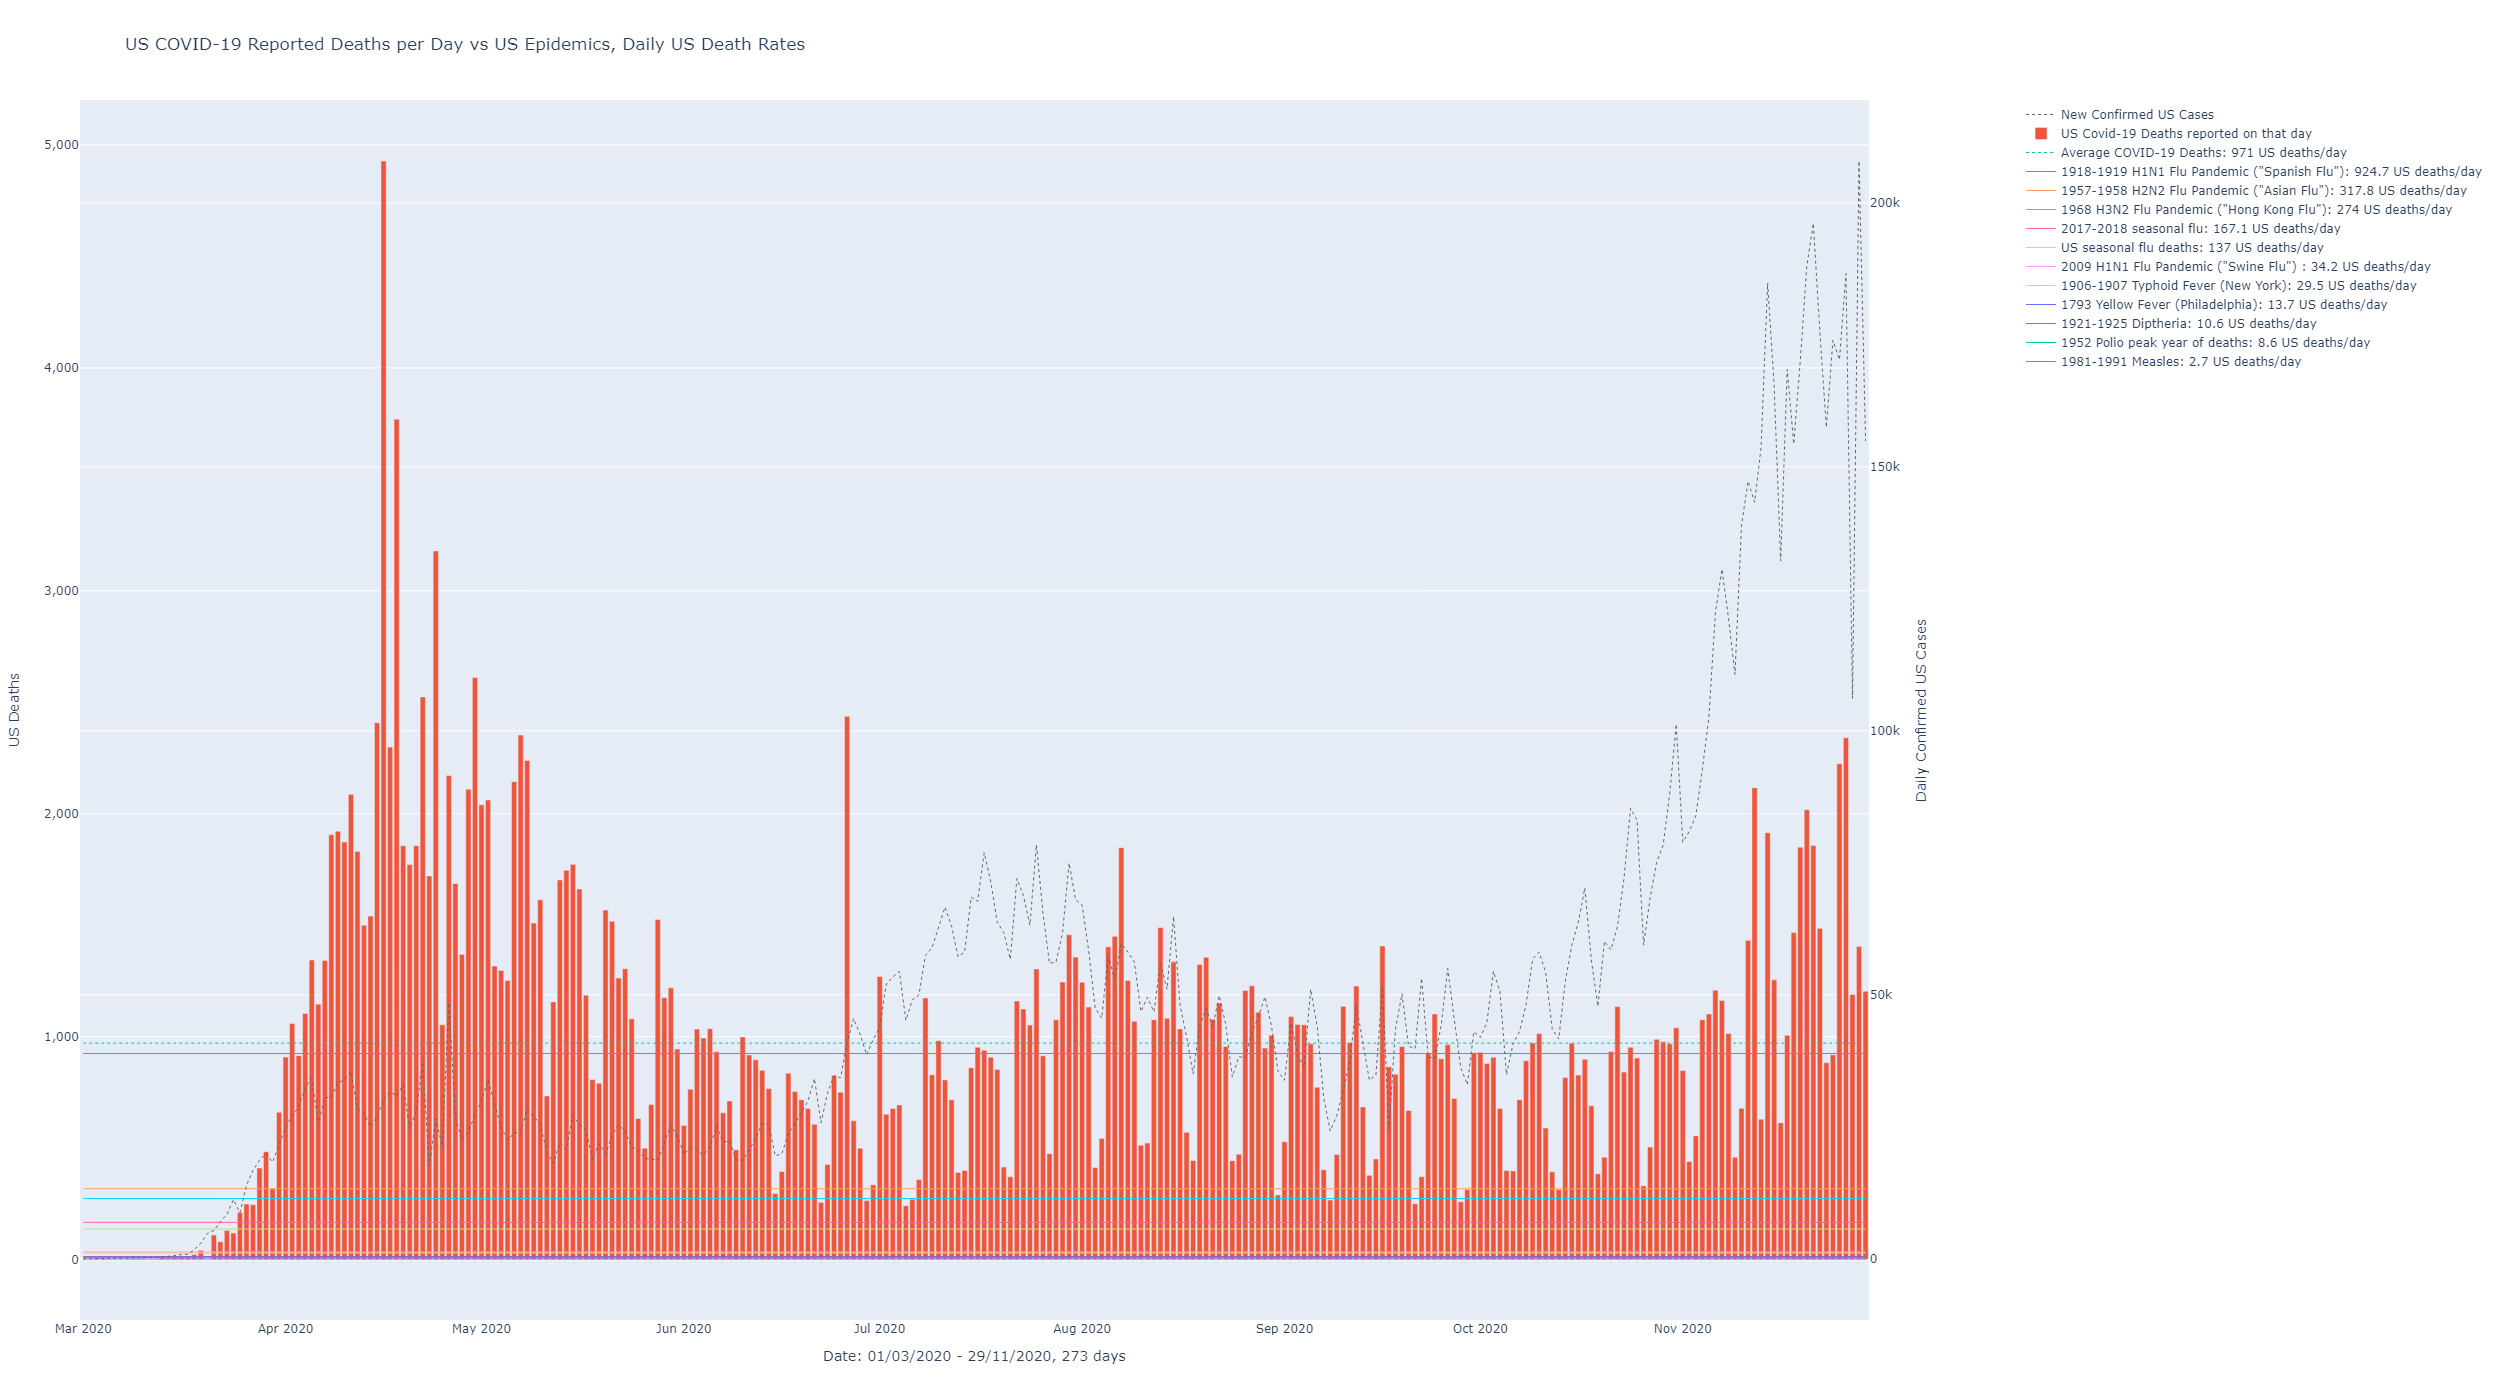 US COVID-19 Reported Deaths per Day vs US Epidemics, Daily US Death Rates
New Confirmed US Cases
US Covid-19 Deaths reported on that day
Average COVID-19 Deaths: 971 US deaths/day
1918-1919 H1N1 Flu Pandemic ("Spanish Flu"): 924.7 US deaths/day
1957-1958 H2N2 Flu Pandemic ("Asian Flu"): 317.8 US deaths/day
1968 H3N2 Flu Pandemic ("Hong Kong Flu"): 274 US deaths/day
2017-2018 seasonal flu: 167.1 US deaths/day
US seasonal flu deaths: 137 US deaths/day
2009 H1N1 Flu Pandemic ("Swine Flu") : 34.2 US deaths/day
1906-1907 Typhoid Fever (New York): 29.5 US deaths/day
1793 Yellow Fever (Philadelphia): 13.7 US deaths/day
1921-1925 Diptheria: 10.6 US deaths/day
1952 Polio peak year of deaths: 8.6 US deaths/day
1981-1991 Measles: 2.7 US deaths/day
US Deaths
5,000
4,000
3,000
2,000
1,000
0
200k
150k
100k
50k
0
Daily Confirmed US Cases
Mar 2020 Apr 2020 May 2020 Jun 2020 Jul 2020 Aug 2020 Sep 2020 Oct 2020 Nov 2020
Date: 01/03/2020 - 29/11/2020, 273 days